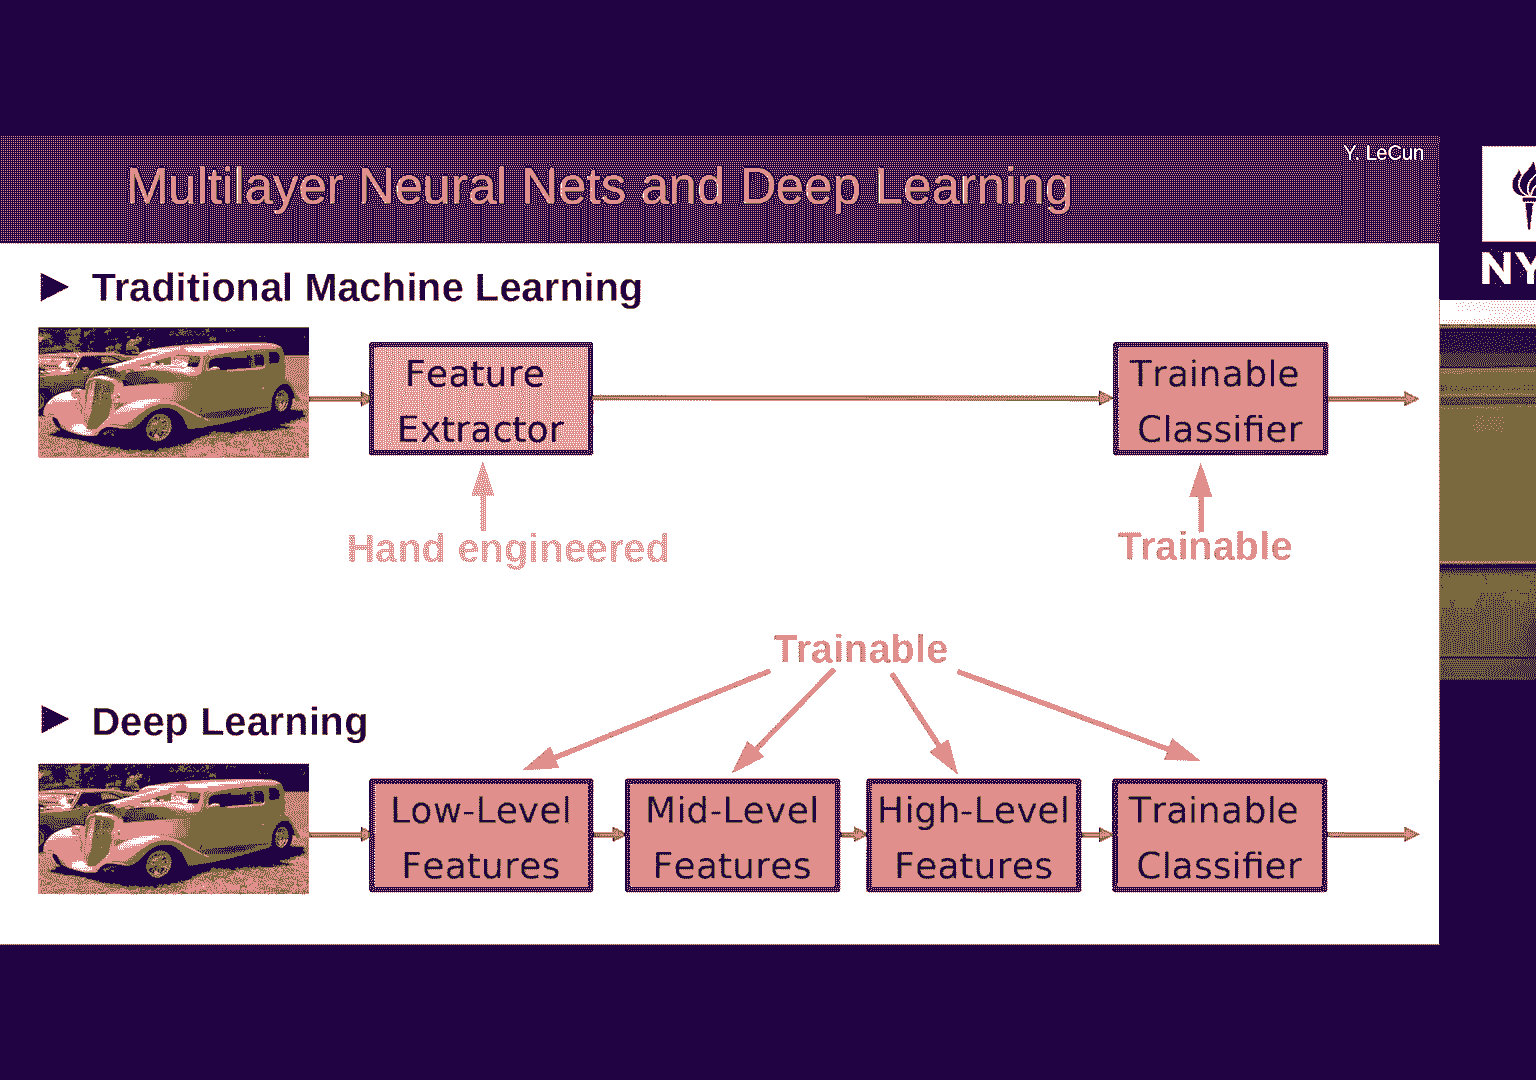 Y. LeCun
Multilayer Neural Nets and Deep Learning
NY
Traditional Machine Learning
Feature
Extractor
Trainable
Classifier
Hand engineered
Trainable
Trainable
Deep Learning
Low-Level
Features
Mid-Level
Features
High-Level
Features
Trainable
Classifier